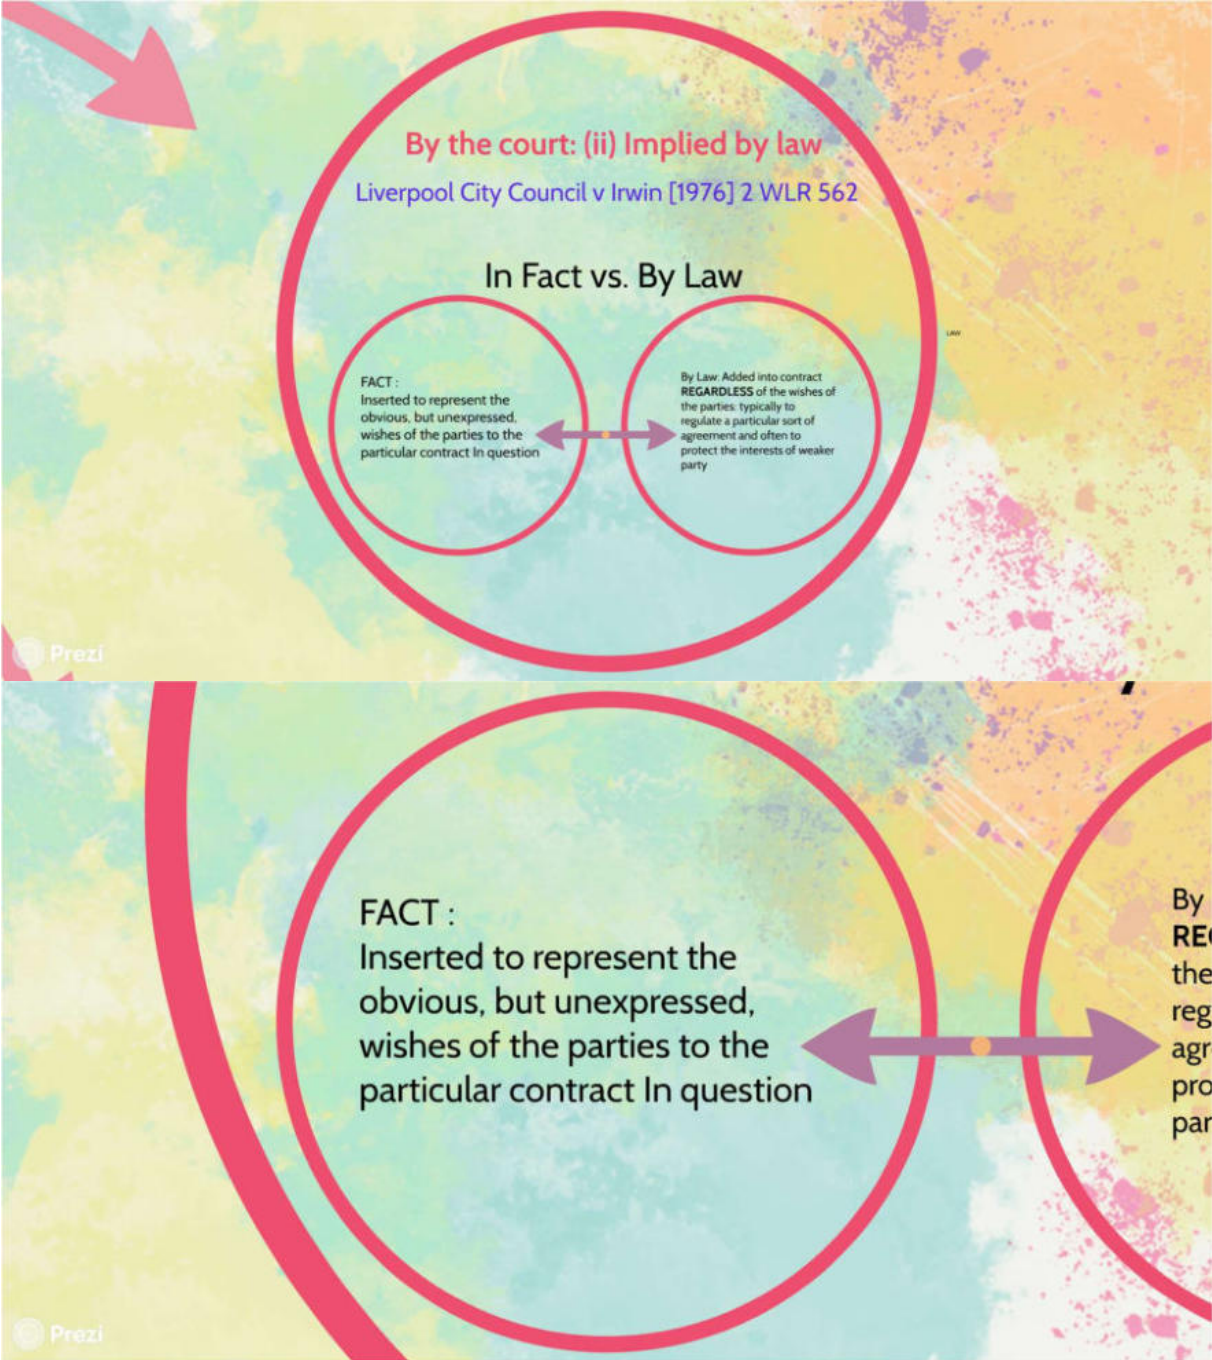 By the court: (ii) Implied by law
Liverpool City Council v Irwin [1976] 2 WLR 562
In Fact vs. By Law
FACT :
Inserted to represent the
obvious, but unexpressed,
wishes of the parties to the
particular contract In question
By Law: Added into contract
REGARDLESS of the wishes of
the parties: typically to
regulate a particular sort of
agreement and often to
protect the interests of weaker
party
LAW
Prezi
FACT :
Inserted to represent the
obvious, but unexpressed,
wishes of the parties to the
particular contract In question
By
the
Prezi